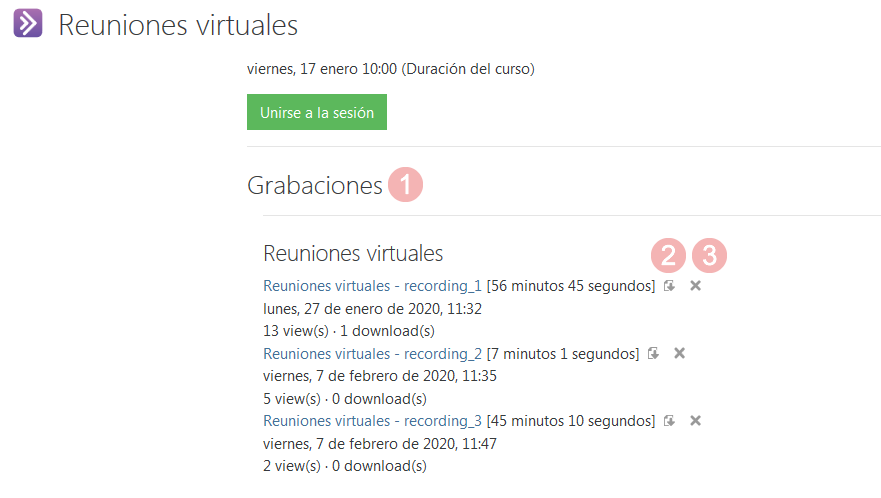 Reuniones virtuales
viernes, 17 enero 10:00 (Duración del curso)
Unirse a la sesión
Grabaciones 1
Reuniones virtuales 2 3
Reuniones virtuales - recording_1 [56 minutos 45 segundos]
lunes, 27 de enero de 2020, 11:32
13 view(s) · 1 download(s)
Reuniones virtuales - recording_2 [7 minutos 1 segundos]
viernes, 7 de febrero de 2020, 11:35
5 view(s) · 0 download(s)
Reuniones virtuales - recording_3 [45 minutos 10 segundos]
viernes, 7 de febrero de 2020, 11:47
2 view(s) · 0 download(s)